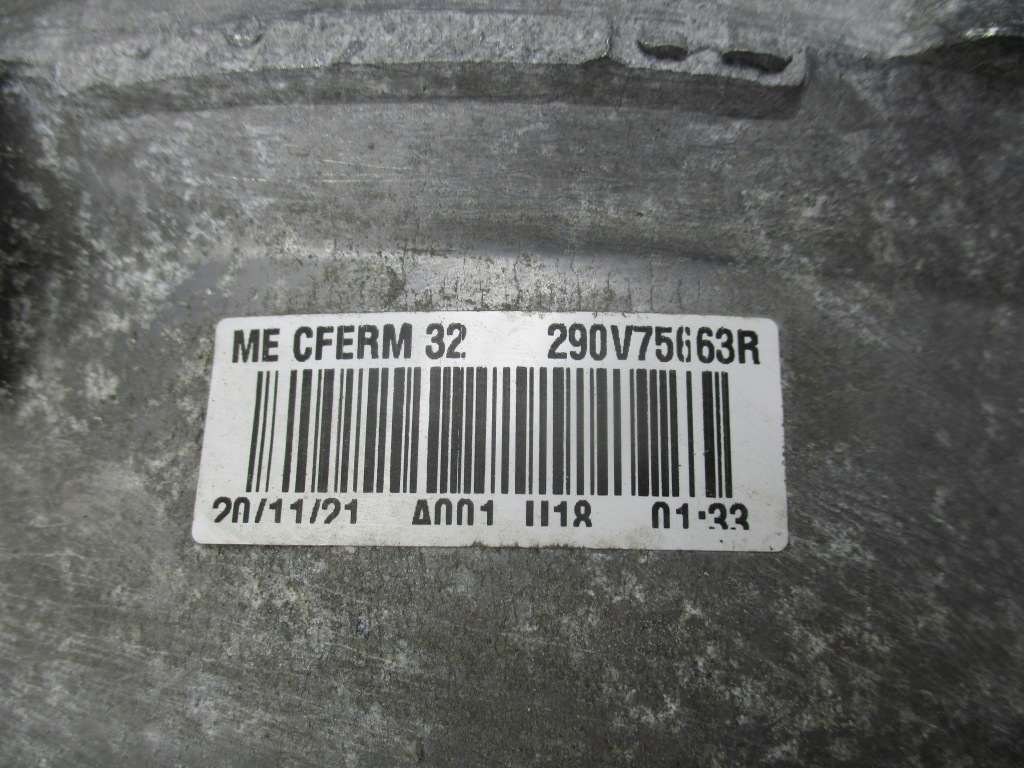 ME CFERM 32 290V75663R
20/11/21 A001 U18 01:33